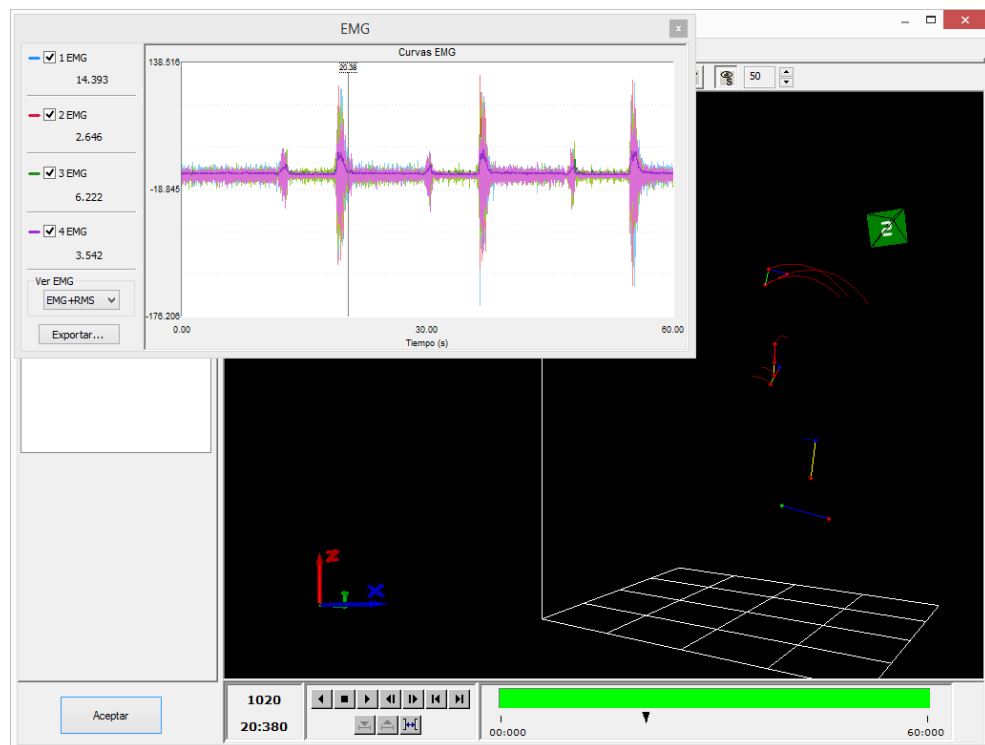 EMG
1 EMG
14.393
2 EMG
2.646
3 EMG
6.222
4 EMG
3.542
Ver EMG
EMG+RMS
Exportar...
Curvas EMG
138.516
20.38
-18.845
-176.206
0.00
30.00
60.00
Tiempo (s)
S
50
Z
X
Y
Aceptar
1020
20:380
00:000
60:000